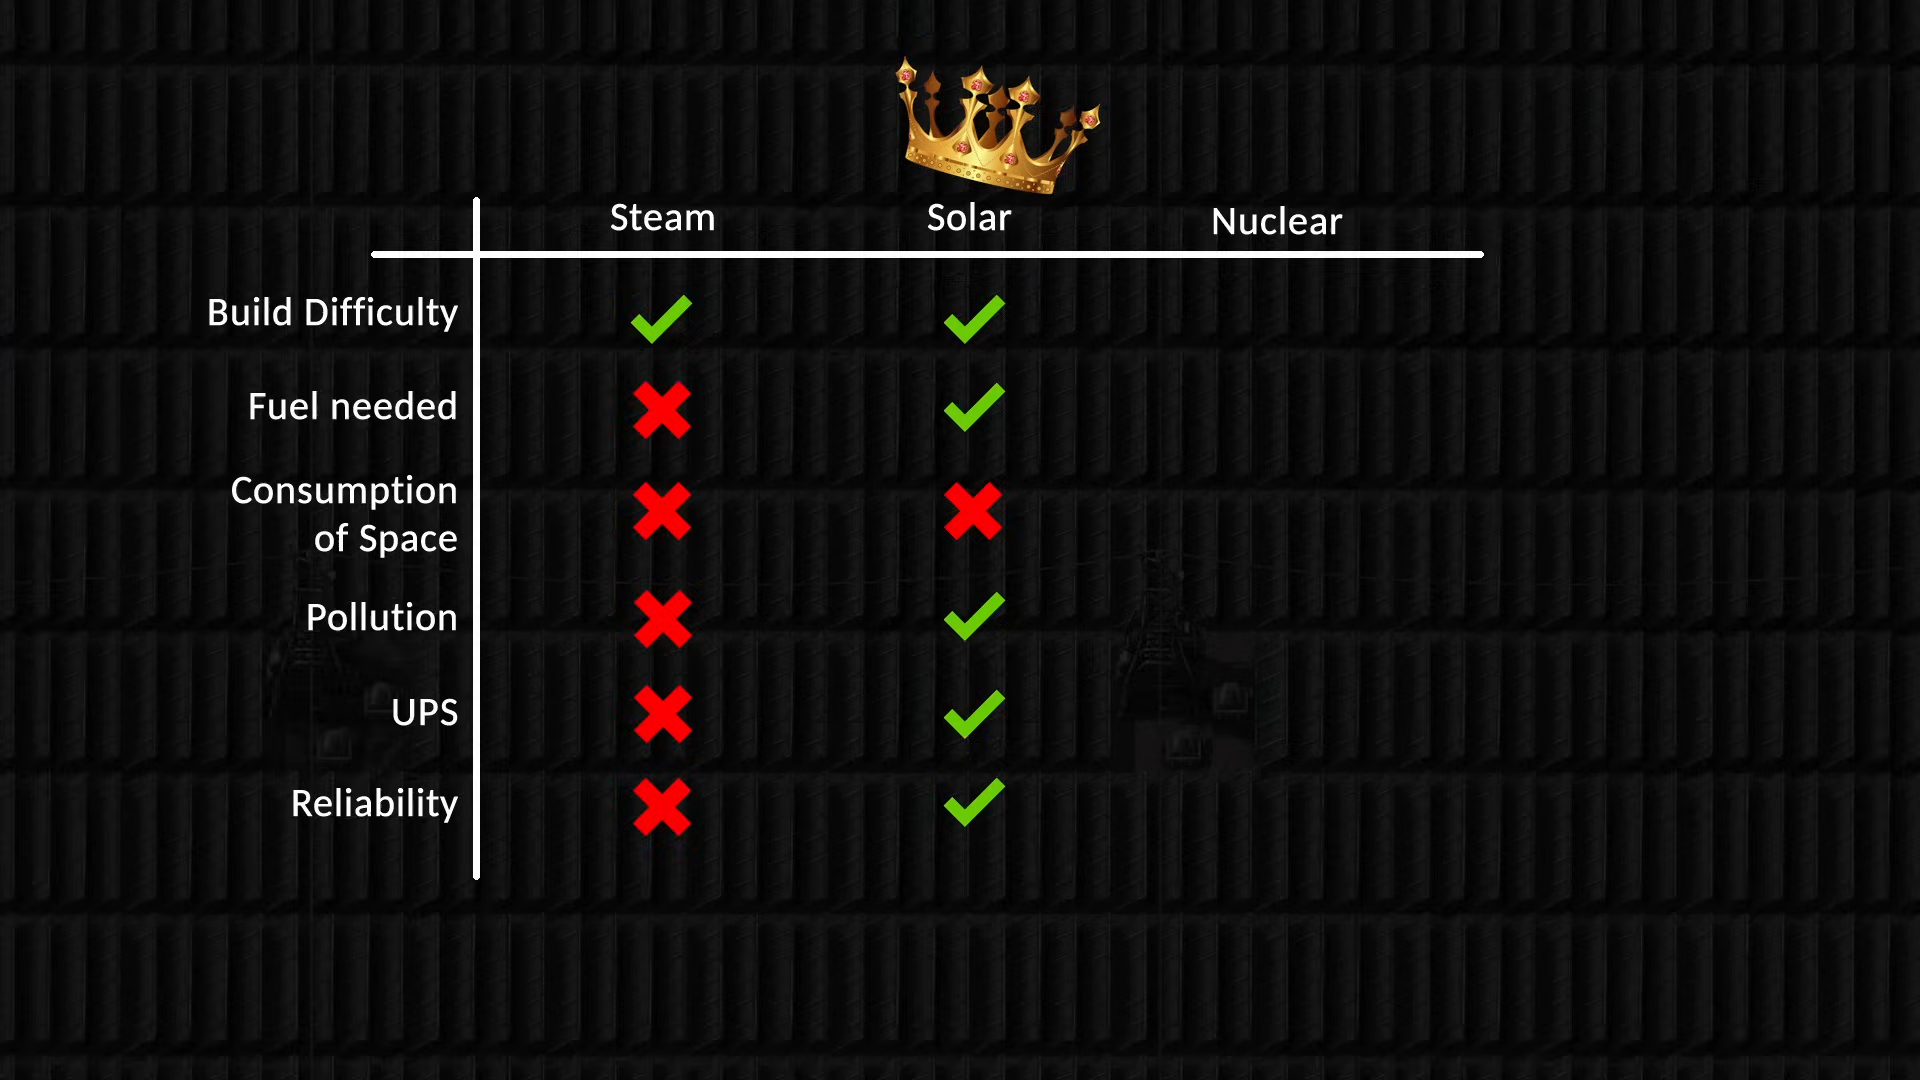 Steam Solar Nuclear
Build Difficulty
Fuel needed
Consumption
of Space
Pollution
UPS
Reliability